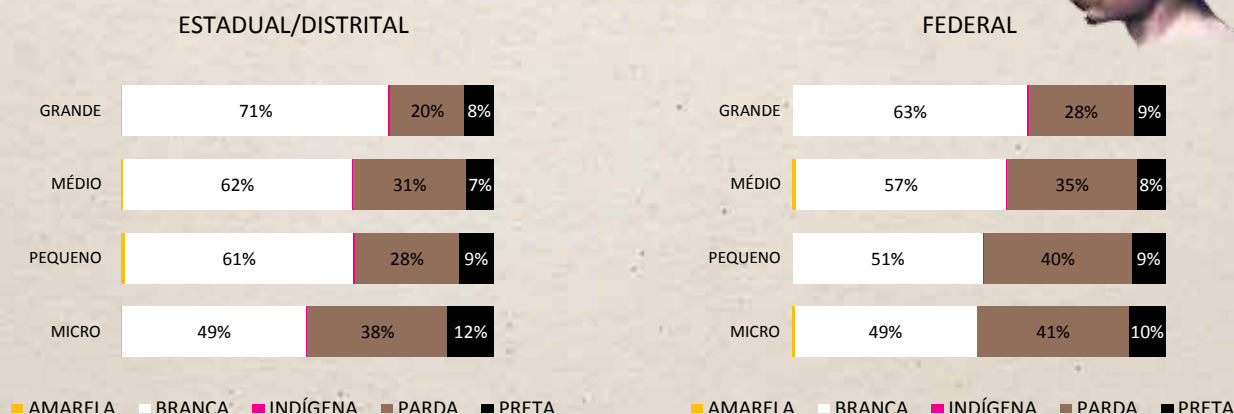 ESTADUAL/DISTRITAL
GRANDE 71% 20% 8%
MÉDIO 62% 31% 7%
PEQUENO 61% 28% 9%
MICRO 49% 38% 12%
AMARELA BRANCA INDÍGENA PARDA PRETA
FEDERAL
GRANDE 63% 28% 9%
MÉDIO 57% 35% 8%
PEQUENO 51% 40% 9%
MICRO 49% 41% 10%
AMARELA BRANCA INDÍGENA PARDA PRETA